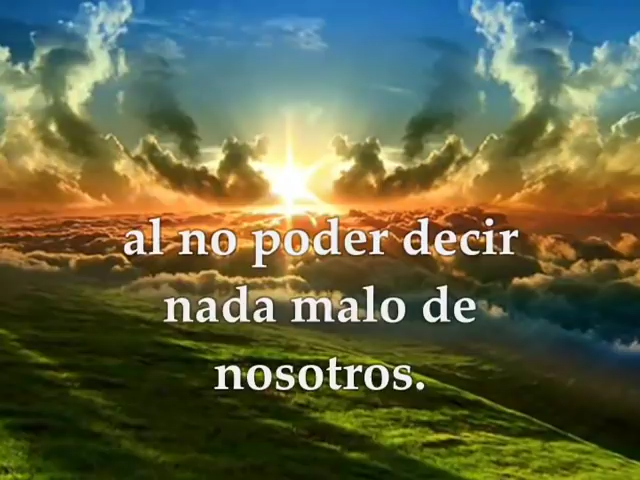 al no poder decir
nada malo de
nosotros.